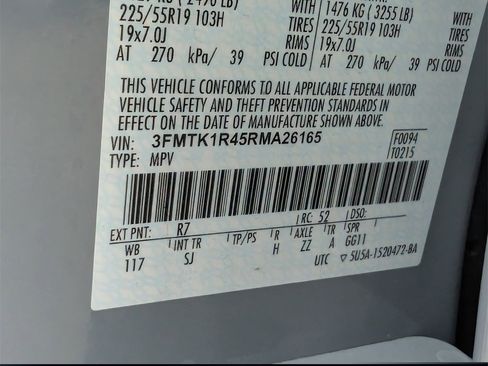 1476 KG (3255 LB)
225/55R19 103H TIRES WITH
19x7.0J RIMS
AT 270 kPa/ 39 PSI COLD
225/55R19 103H WITH TIRES
19x7.0J RIMS
AT 270 kPa/ 39 PSI COLD
THIS VEHICLE CONFORMS TO ALL APPLICABLE FEDERAL MOTOR
VEHICLE SAFETY AND THEFT PREVENTION STANDARDS IN
EFFECT ON THE DATE OF MANUFACTURE SHOWN ABOVE.
VIN: 3FMTK1R45RMA26165
F0094
TYPE: MPV
T0215
EXT PNT: R7 RC: 52 DSO:
WB INT TR TP/PS R AXLE TR SPR
117 SJ H ZZ A GG11
UTC ▽ 5U5A-1520472-BA